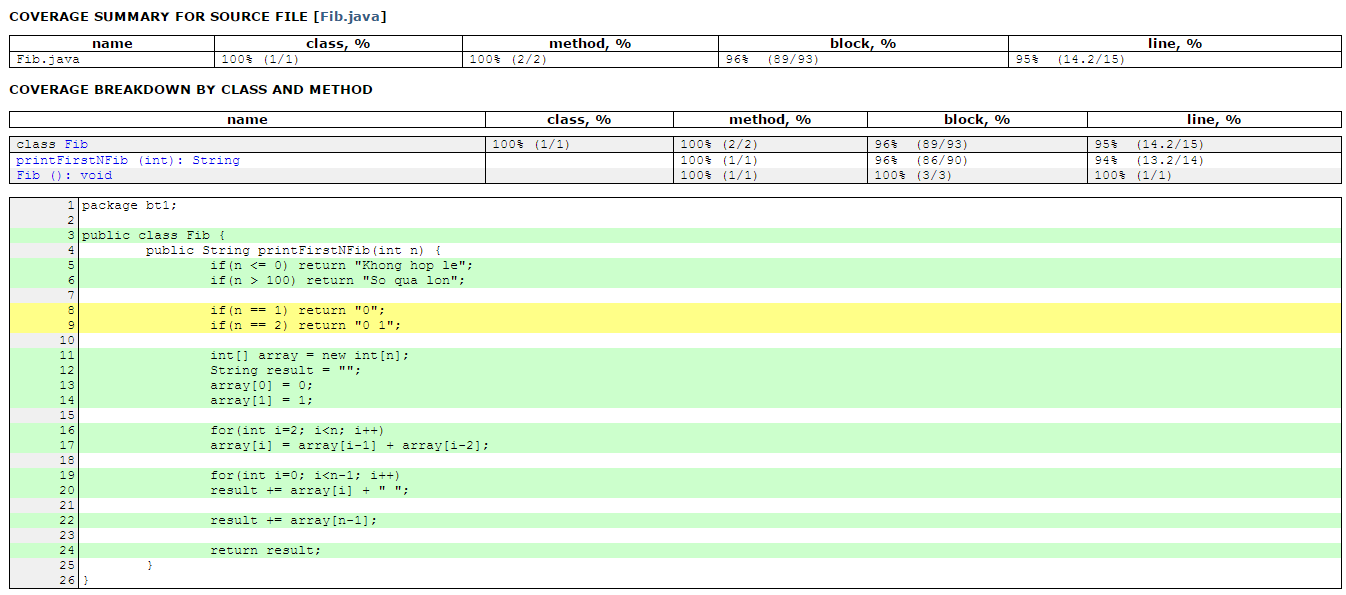 COVERAGE SUMMARY FOR SOURCE FILE [Fib.java]
name class, % method, % block, % line, %
Fib.java 100% (1/1) 100% (2/2) 96% (89/93) 95% (14.2/15)
COVERAGE BREAKDOWN BY CLASS AND METHOD
name class, % method, % block, % line, %
class Fib 100% (1/1) 100% (2/2) 96% (89/93) 95% (14.2/15)
printFirstNFib (int): String 100% (1/1) 96% (86/90) 94% (13.2/14)
Fib (): void 100% (1/1) 100% (3/3) 100% (1/1)
1 package bt1;
2
3 public class Fib {
4 public String printFirstNFib(int n) {
5 if(n <= 0) return "Khong hop le";
6 if(n > 100) return "So qua lon";
7
8 if(n == 1) return "0";
9 if(n == 2) return "0 1";
10
11 int[] array = new int[n];
12 String result = "";
13 array[0] = 0;
14 array[1] = 1;
15
16 for(int i=2; i<n; i++)
17 array[i] = array[i-1] + array[i-2];
18
19 for(int i=0; i<n-1; i++)
20 result += array[i] + " ";
21
22 result += array[n-1];
23
24 return result;
25 }
26 }